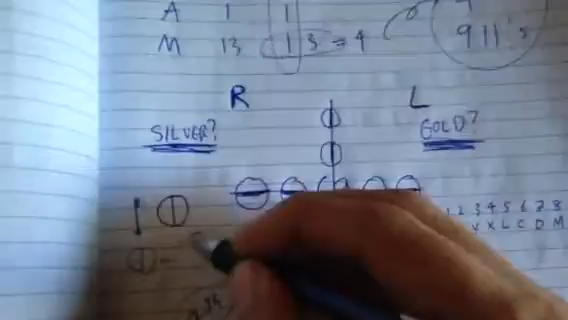 A 1 1
M 13 1 3 = 4
911's
R L
SILVER? GOLD?
1 2 3 4 5 6 7 8
V X L C D M